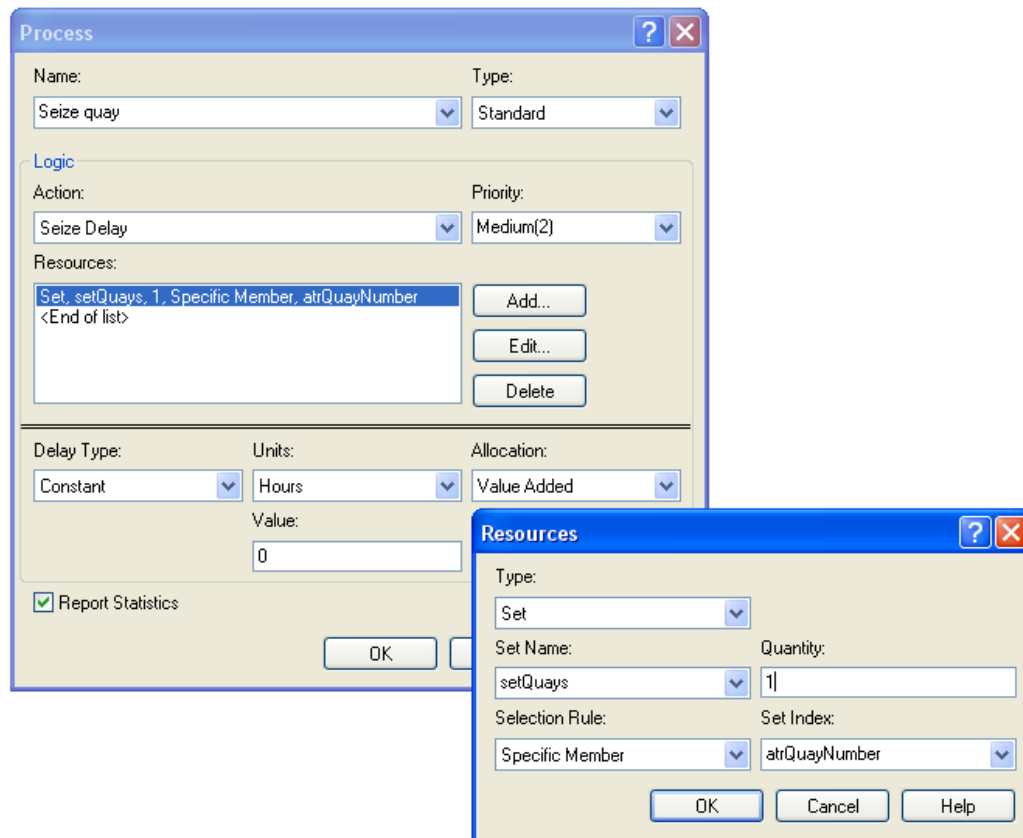 Process
Name: Type:
Seize quay Standard
Logic
Action: Priority:
Seize Delay Medium(2)
Resources:
Set, setQuays, 1, Specific Member, atrQuayNumber
<End of list>
Add...
Edit...
Delete
Delay Type: Units: Allocation:
Constant Hours Value Added
Value:
0
Report Statistics
OK
Resources
Type:
Set
Set Name: Quantity:
setQuays 1
Selection Rule: Set Index:
Specific Member atrQuayNumber
OK Cancel Help